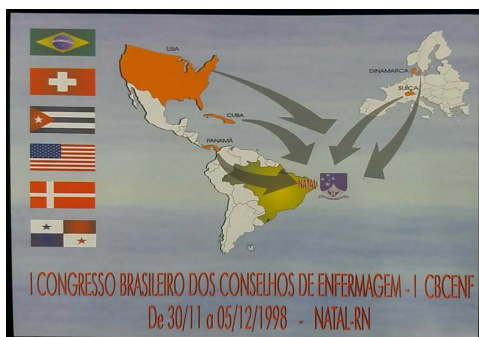 USA
DINAMARCA
SUÍÇA
CUBA
PANAMÁ
NATAL
I CONGRESSO BRASILEIRO DOS CONSELHOS DE ENFERMAGEM - I CBCENF
De 30/11 a 05/12/1998 - NATAL-RN